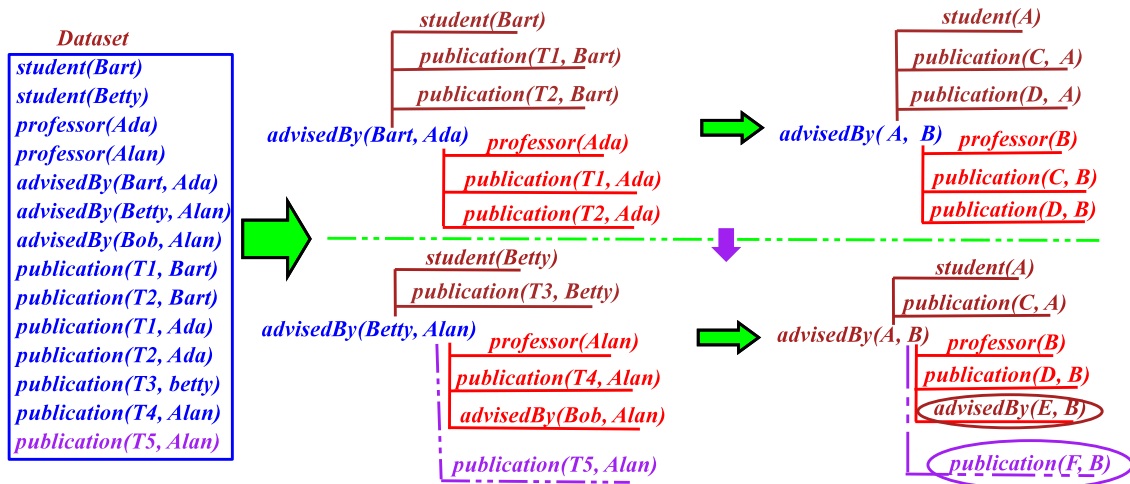 Dataset
student(Bart)
student(Betty)
professor(Ada)
professor(Alan)
advisedBy(Bart, Ada)
advisedBy(Betty, Alan)
advisedBy(Bob, Alan)
publication(T1, Bart)
publication(T2, Bart)
publication(T1, Ada)
publication(T2, Ada)
publication(T3, betty)
publication(T4, Alan)
publication(T5, Alan)
student(Bart)
publication(T1, Bart)
publication(T2, Bart)
advisedBy(Bart, Ada)
professor(Ada)
publication(T1, Ada)
publication(T2, Ada)
student(A)
publication(C, A)
publication(D, A)
advisedBy( A, B)
professor(B)
publication(C, B)
publication(D, B)
student(Betty)
publication(T3, Betty)
advisedBy(Betty, Alan)
professor(Alan)
publication(T4, Alan)
advisedBy(Bob, Alan)
publication(T5, Alan)
student(A)
publication(C, A)
advisedBy(A, B)
professor(B)
publication(D, B)
advisedBy(E, B)
publication(F, B)